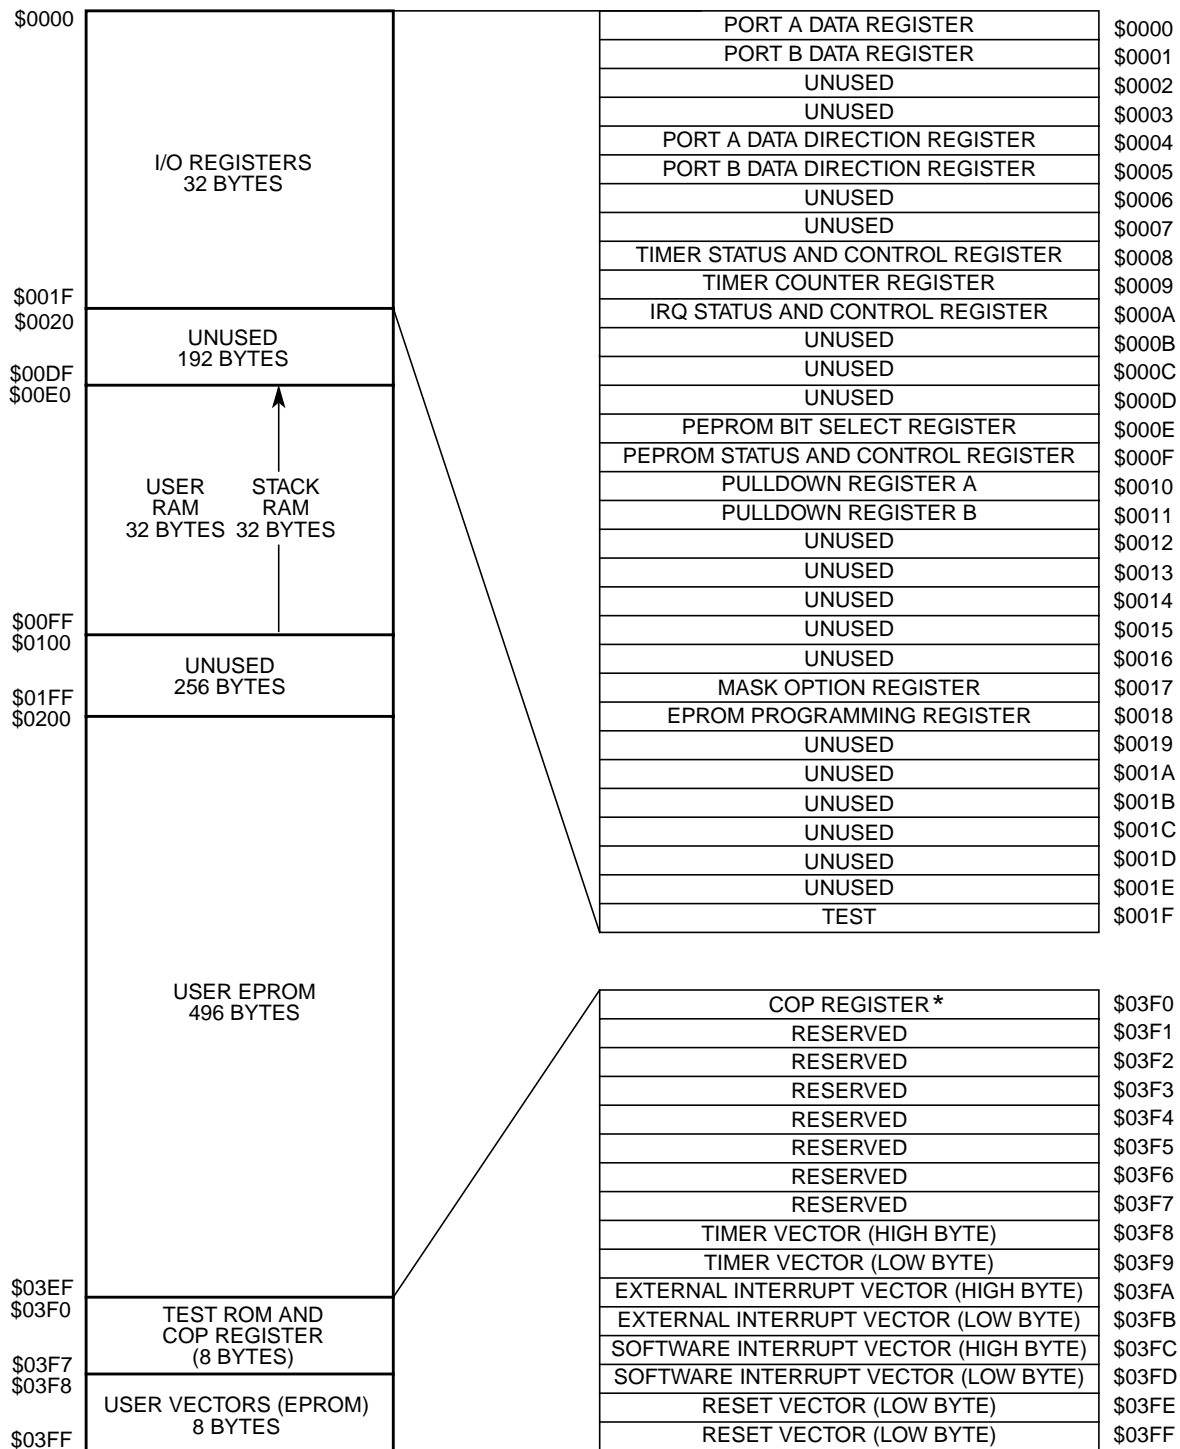 $0000
I/O REGISTERS
32 BYTES
$001F
$0020
UNUSED
192 BYTES
$00DF
$00E0
USER
RAM
32 BYTES
STACK
RAM
32 BYTES
$00FF
$0100
UNUSED
256 BYTES
$01FF
$0200
USER EPROM
496 BYTES
$03EF
$03F0
TEST ROM AND
COP REGISTER
(8 BYTES)
$03F7
$03F8
USER VECTORS (EPROM)
8 BYTES
$03FF
PORT A DATA REGISTER $0000
PORT B DATA REGISTER $0001
UNUSED $0002
UNUSED $0003
PORT A DATA DIRECTION REGISTER $0004
PORT B DATA DIRECTION REGISTER $0005
UNUSED $0006
UNUSED $0007
TIMER STATUS AND CONTROL REGISTER $0008
TIMER COUNTER REGISTER $0009
IRQ STATUS AND CONTROL REGISTER $000A
UNUSED $000B
UNUSED $000C
UNUSED $000D
PEPROM BIT SELECT REGISTER $000E
PEPROM STATUS AND CONTROL REGISTER $000F
PULLDOWN REGISTER A $0010
PULLDOWN REGISTER B $0011
UNUSED $0012
UNUSED $0013
UNUSED $0014
UNUSED $0015
UNUSED $0016
MASK OPTION REGISTER $0017
EPROM PROGRAMMING REGISTER $0018
UNUSED $0019
UNUSED $001A
UNUSED $001B
UNUSED $001C
UNUSED $001D
UNUSED $001E
TEST $001F
COP REGISTER * $03F0
RESERVED $03F1
RESERVED $03F2
RESERVED $03F3
RESERVED $03F4
RESERVED $03F5
RESERVED $03F6
RESERVED $03F7
TIMER VECTOR (HIGH BYTE) $03F8
TIMER VECTOR (LOW BYTE) $03F9
EXTERNAL INTERRUPT VECTOR (HIGH BYTE) $03FA
EXTERNAL INTERRUPT VECTOR (LOW BYTE) $03FB
SOFTWARE INTERRUPT VECTOR (HIGH BYTE) $03FC
SOFTWARE INTERRUPT VECTOR (LOW BYTE) $03FD
RESET VECTOR (LOW BYTE) $03FE
RESET VECTOR (LOW BYTE) $03FF